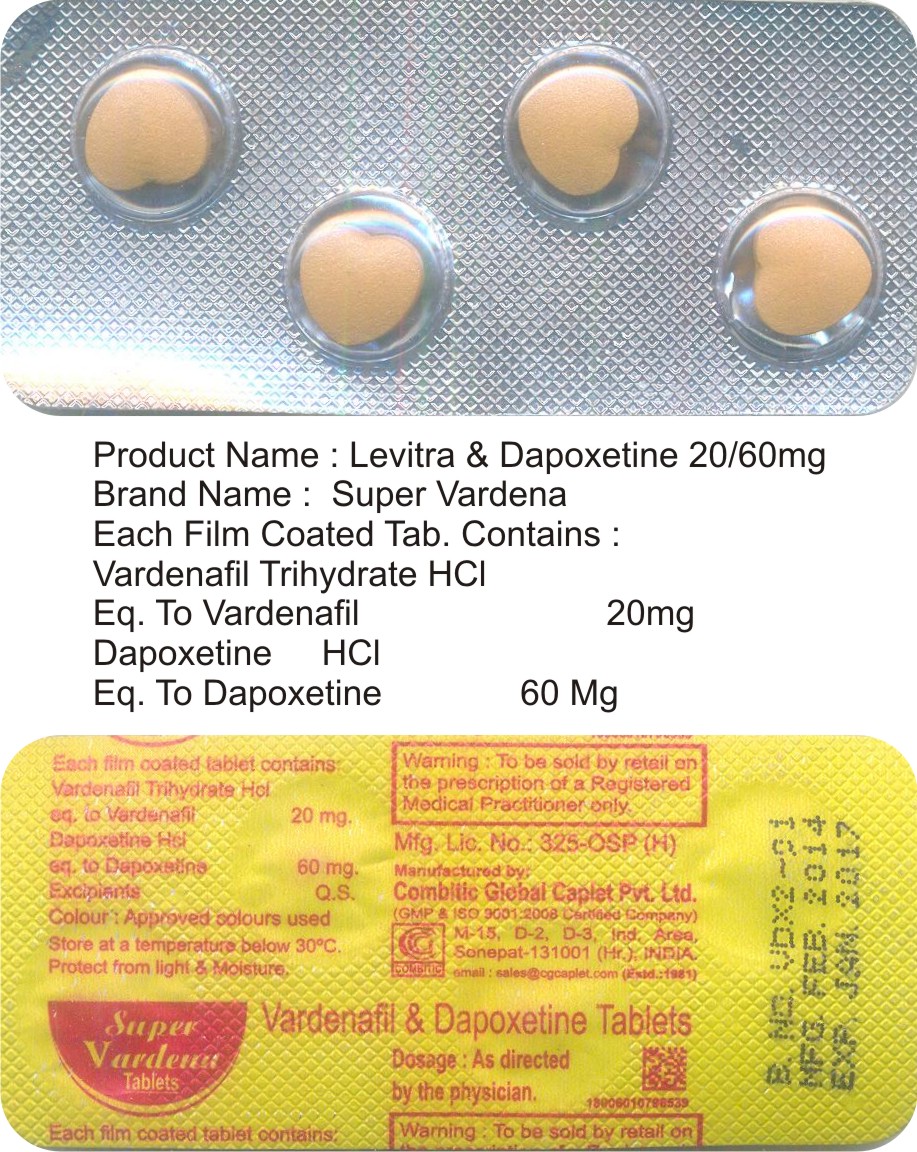 Product Name : Levitra & Dapoxetine 20/60mg
Brand Name : Super Vardena
Each Film Coated Tab. Contains :
Vardenafil Trihydrate HCl
Eq. To Vardenafil 20mg
Dapoxetine HCl
Eq. To Dapoxetine 60 Mg
Each film coated tablet contains:
Vardenafil Trihydrate Hcl
eq. to Vardenafil 20 mg.
Dapoxetine Hcl
eq. to Dapoxetine 60 mg.
Excipients Q.S.
Colour : Approved colours used
Store at a temperature below 30°C.
Protect from light & Moisture.
Warning : To be sold by retail on
the prescription of a Registered
Medical Practitioner only.
Mfg. Lic. No.: 325-OSP (H)
Manufactured by:
Combitic Global Caplet Pvt. Ltd.
(GMP & ISO 9001:2008 Certified Company)
M-15, D-2, D-3, Ind. Area,
Sonepat-131001 (Hr.), INDIA.
COMBITIC email : sales@cgcaplet.com (Estd.:1981)
Super
Vardena
Tablets
Vardenafil & Dapoxetine Tablets
Dosage : As directed
by the physician.
B. NO. VDX2-01
MFG. FEB. 2014
EXP. JAN. 2017
Each film coated tablet contains:
Warning : To be sold by retail on